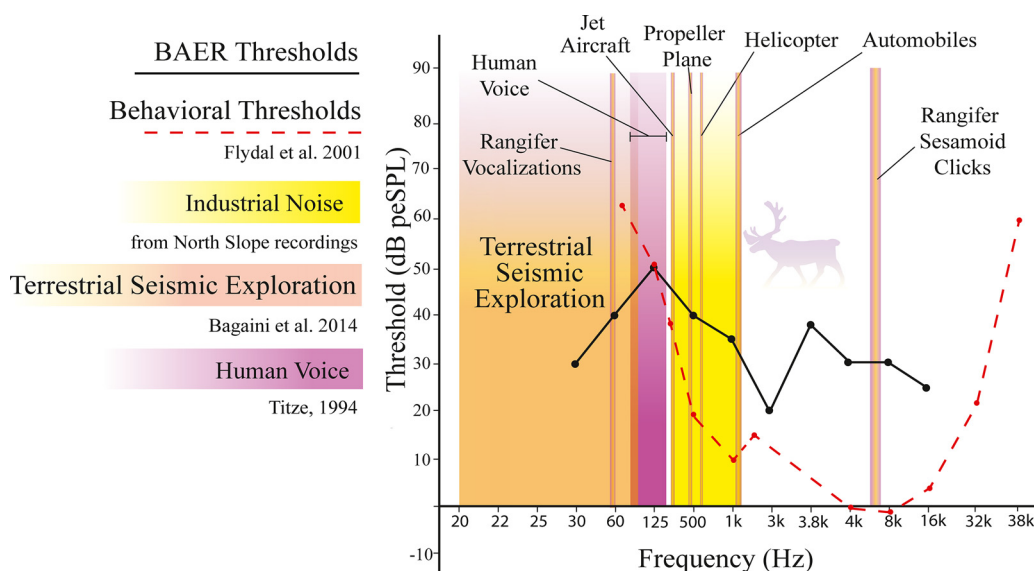 BAER Thresholds
Behavioral Thresholds
Flydal et al. 2001
Industrial Noise
from North Slope recordings
Terrestrial Seismic Exploration
Bagaini et al. 2014
Human Voice
Titze, 1994
Jet
Aircraft
Propeller
Plane
Helicopter
Automobiles
Human
Voice
Rangifer
Vocalizations
Rangifer
Sesamoid
Clicks
Terrestrial
Seismic
Exploration
Threshold (dB peSPL)
90
80
70
60
50
40
30
20
10
-10
20 22 25 30 60 125 500 1k 3k 3.8k 4k 8k 16k 32k 38k
Frequency (Hz)